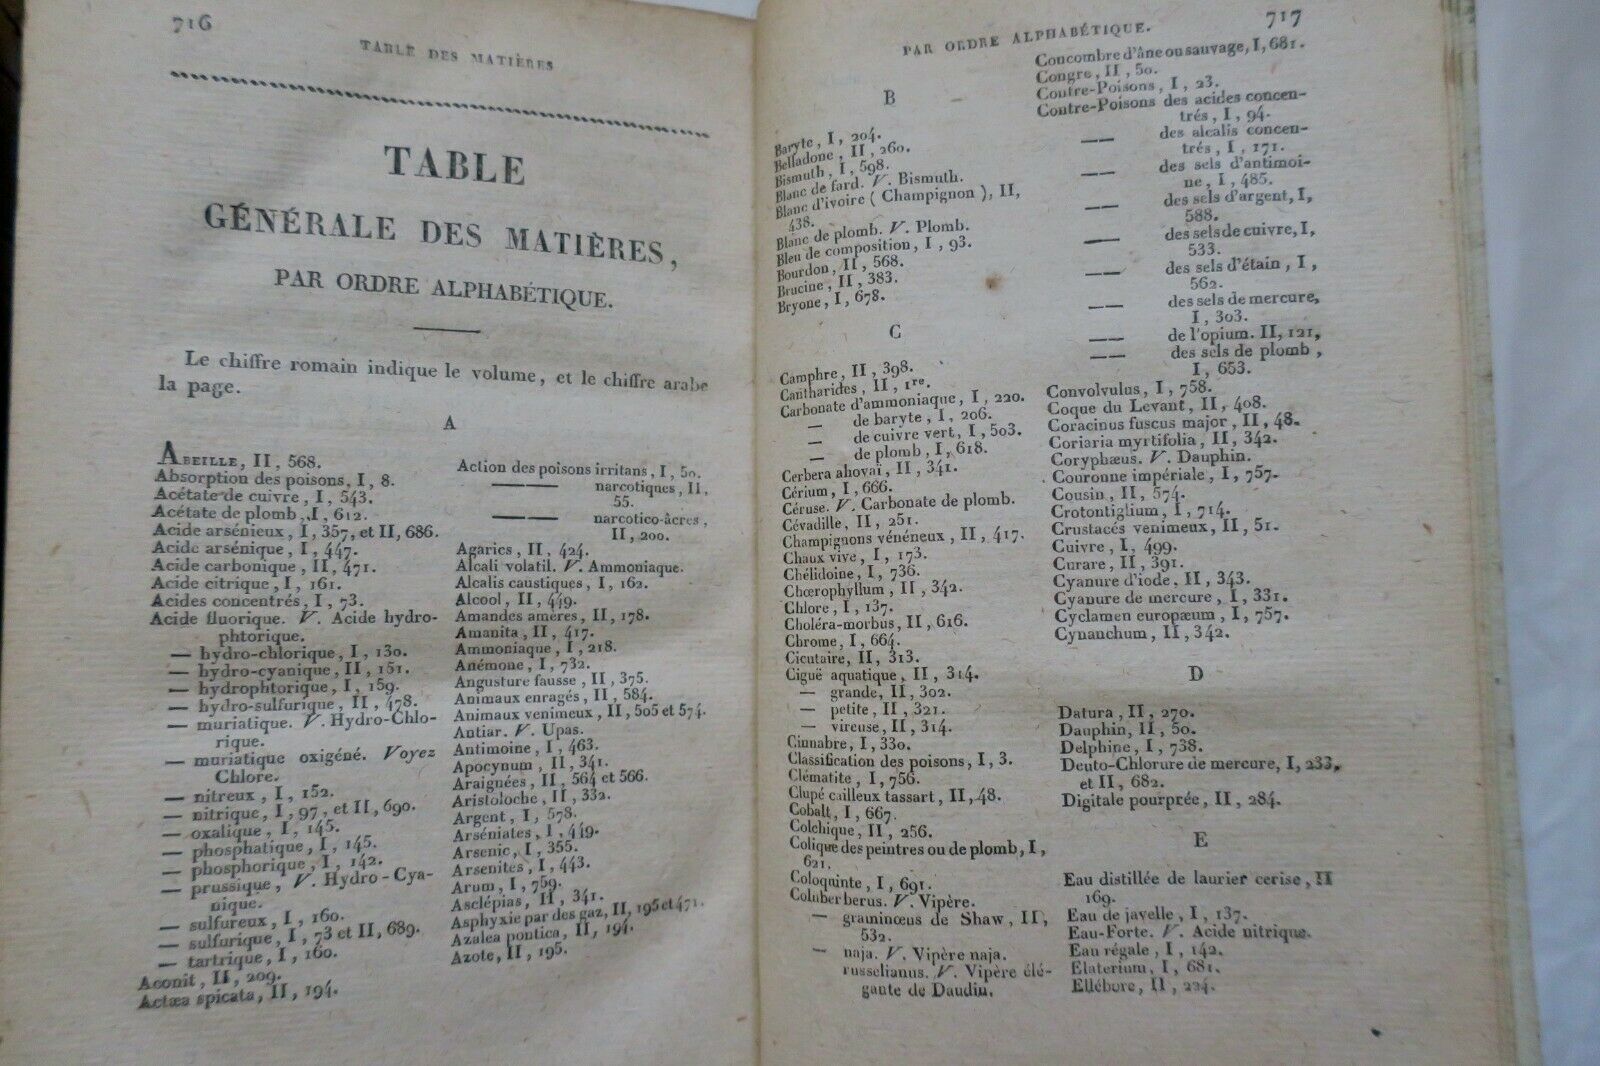 716
TABLE DES MATIÈRES
TABLE
GÉNÉRALE DES MATIÈRES,
PAR ORDRE ALPHABÉTIQUE.
Le chiffre romain indique le volume, et le chiffre arabe
la page.
A
ABEILLE, II, 568.
Absorption des poisons, I, 8.
Acétate de cuivre, I, 543.
Acétate de plomb, I, 612.
Acide arsénieux, I, 357, et II, 686.
Acide arsénique, I, 447.
Acide carbonique, II, 471.
Acide citrique, I, 161.
Acides concentrés, I, 73.
Acide fluorique. V. Acide hydro-
phtorique.
— hydro-chlorique, I, 130.
— hydro-cyanique, II, 151.
— hydrophtorique, I, 159.
— hydro-sulfurique, II, 478.
— muriatique. V. Hydro-Chlo-
rique.
— muriatique oxigéné. Voyez
Chlore.
— nitreux, I, 152.
— nitrique, I, 97, et II, 690.
— oxalique, I, 145.
— phosphatique, I, 145.
— phosphorique, I, 142.
— prussique, V. Hydro-Cya-
nique.
— sulfureux, I, 160.
— sulfurique, I, 73 et II, 689.
— tartrique, I, 160.
Aconit, II, 209.
Actæa spicata, II, 194.
Action des poisons irritans, I, 50.
——— narcotiques, II,
55.
——— narcotico-âcres,
II, 200.
Agarics, II, 424.
Alcali volatil. V. Ammoniaque.
Alcalis caustiques, I, 162.
Alcool, II, 449.
Amandes amères, II, 178.
Amanita, II, 417.
Ammoniaque, I, 218.
Anémone, I, 732.
Angusture fausse, II, 375.
Animaux enragés, II, 584.
Animaux venimeux, II, 505 et 574.
Antiar. V. Upas.
Antimoine, I, 463.
Apocynum, II, 341.
Araignées, II, 564 et 566.
Aristoloche, II, 332.
Argent, I, 578.
Arséniates, I, 449.
Arsenic, I, 355.
Arsenites, I, 443.
Arum, I, 759.
Asclépias, II, 341.
Asphyxie par des gaz, II, 195 et 471.
Azalea pontica, II, 194.
Azote, II, 195.
PAR ORDRE ALPHABÉTIQUE.
717
B
Baryte, I, 204.
Belladone, II, 260.
Bismuth, I, 598.
Blanc de fard. V. Bismuth.
Blanc d'ivoire (Champignon), II,
438.
Blanc de plomb. V. Plomb.
Bleu de composition, I, 93.
Bourdon, II, 568.
Brucine, II, 383.
Bryone, I, 678.
C
Camphre, II, 398.
Cantharides, II, 1re.
Carbonate d'ammoniaque, I, 220.
— de baryte, I, 206.
— de cuivre vert, I, 503.
— de plomb, I, 618.
Cerbera ahovaï, II, 341.
Cérium, I, 666.
Céruse. V. Carbonate de plomb.
Cévadille, II, 251.
Champignons vénéneux, II, 417.
Chaux vive, I, 173.
Chélidoine, I, 736.
Chœrophyllum, II, 342.
Chlore, I, 137.
Choléra-morbus, II, 616.
Chrome, I, 664.
Cicutaire, II, 313.
Ciguë aquatique, II, 314.
— grande, II, 302.
— petite, II, 321.
— vireuse, II, 314.
Cinnabre, I, 330.
Classification des poisons, I, 3.
Clématite, I, 756.
Clupé cailleux tassart, II, 48.
Cobalt, I, 667.
Colchique, II, 256.
Colique des peintres ou de plomb, I,
621.
Coloquinte, I, 691.
Coluber berus. V. Vipère.
— graminœus de Shaw, II,
532.
— naja. V. Vipère naja.
russelianus. V. Vipère élé-
gante de Daudin.
Concombre d'âne ou sauvage, I, 681.
Congre, II, 50.
Contre-Poisons, I, 23.
Contre-Poisons des acides concen-
trés, I, 94.
—— des alcalis concen-
trés, I, 171.
—— des sels d'antimoi-
ne, I, 485.
—— des sels d'argent, I,
588.
—— des sels de cuivre, I,
533.
—— des sels d'étain, I,
562.
—— des sels de mercure,
I, 303.
—— de l'opium. II, 121,
—— des sels de plomb,
I, 653.
Convolvulus, I, 758.
Coque du Levant, II, 408.
Coracinus fuscus major, II, 48.
Coriaria myrtifolia, II, 342.
Coryphæus. V. Dauphin.
Couronne impériale, I, 757.
Cousin, II, 574.
Crotontiglium, I, 714.
Crustacés venimeux, II, 51.
Cuivre, I, 499.
Curare, II, 391.
Cyanure d'iode, II, 343.
Cyanure de mercure, I, 331.
Cyclamen europæum, I, 757.
Cynanchum, II, 342.
D
Datura, II, 270.
Dauphin, II, 50.
Delphine, I, 738.
Deuto-Chlorure de mercure, I, 233,
et II, 682.
Digitale pourprée, II, 284.
E
Eau distillée de laurier cerise, II
169.
Eau de javelle, I, 137.
Eau-Forte. V. Acide nitrique.
Eau régale, I, 142.
Elaterium, I, 681.
Ellébore, II, 224.